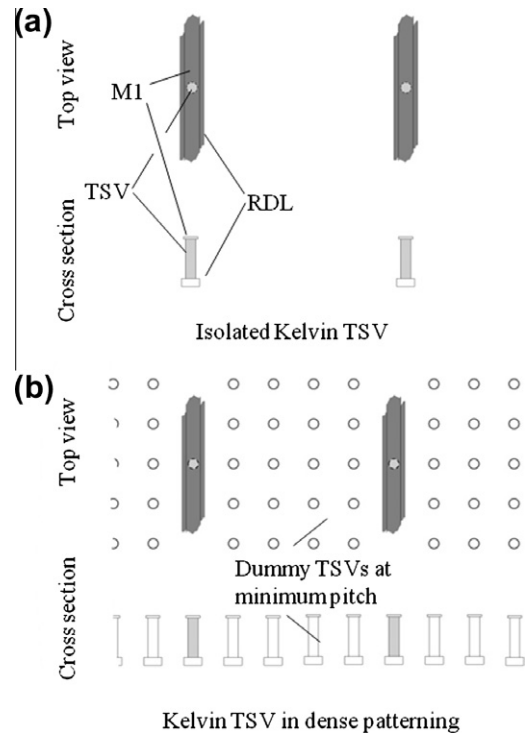 (a)
Top view
M1
TSV
RDL
Cross section
Isolated Kelvin TSV
(b)
Top view
Dummy TSVs at
minimum pitch
Cross section
Kelvin TSV in dense patterning